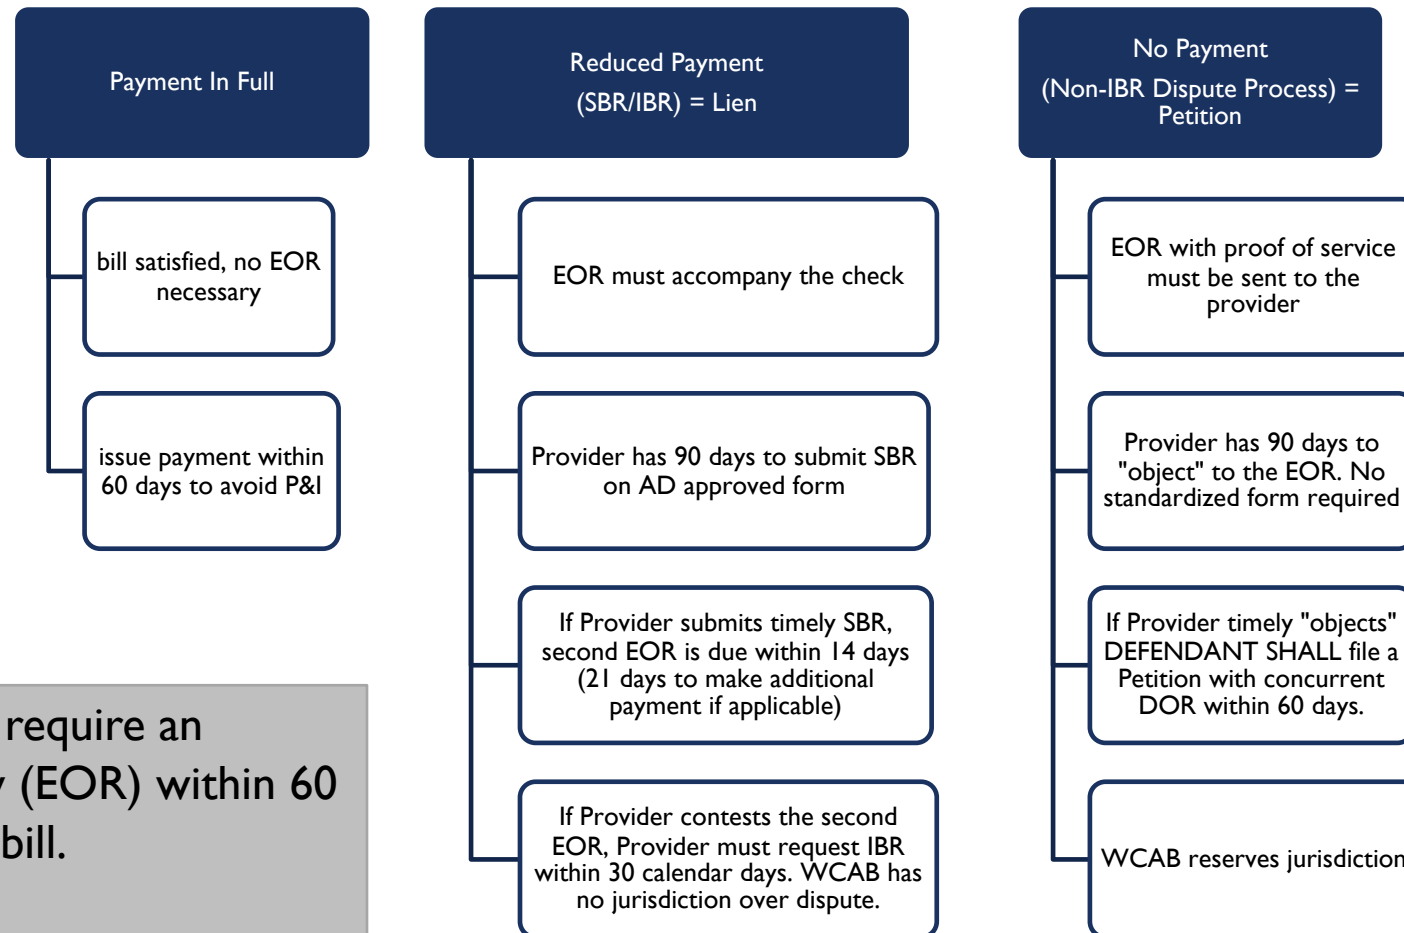 Payment In Full
bill satisfied, no EOR
necessary
issue payment within
60 days to avoid P&I
Reduced Payment
(SBR/IBR) = Lien
EOR must accompany the check
Provider has 90 days to submit SBR
on AD approved form
If Provider submits timely SBR,
second EOR is due within 14 days
(21 days to make additional
payment if applicable)
If Provider contests the second
EOR, Provider must request IBR
within 30 calendar days. WCAB has
no jurisdiction over dispute.
No Payment
(Non-IBR Dispute Process) =
Petition
EOR with proof of service
must be sent to the
provider
Provider has 90 days to
"object" to the EOR. No
standardized form required
If Provider timely "objects"
DEFENDANT SHALL file a
Petition with concurrent
DOR within 60 days.
WCAB reserves jurisdiction
require an
(EOR) within 60
bill.